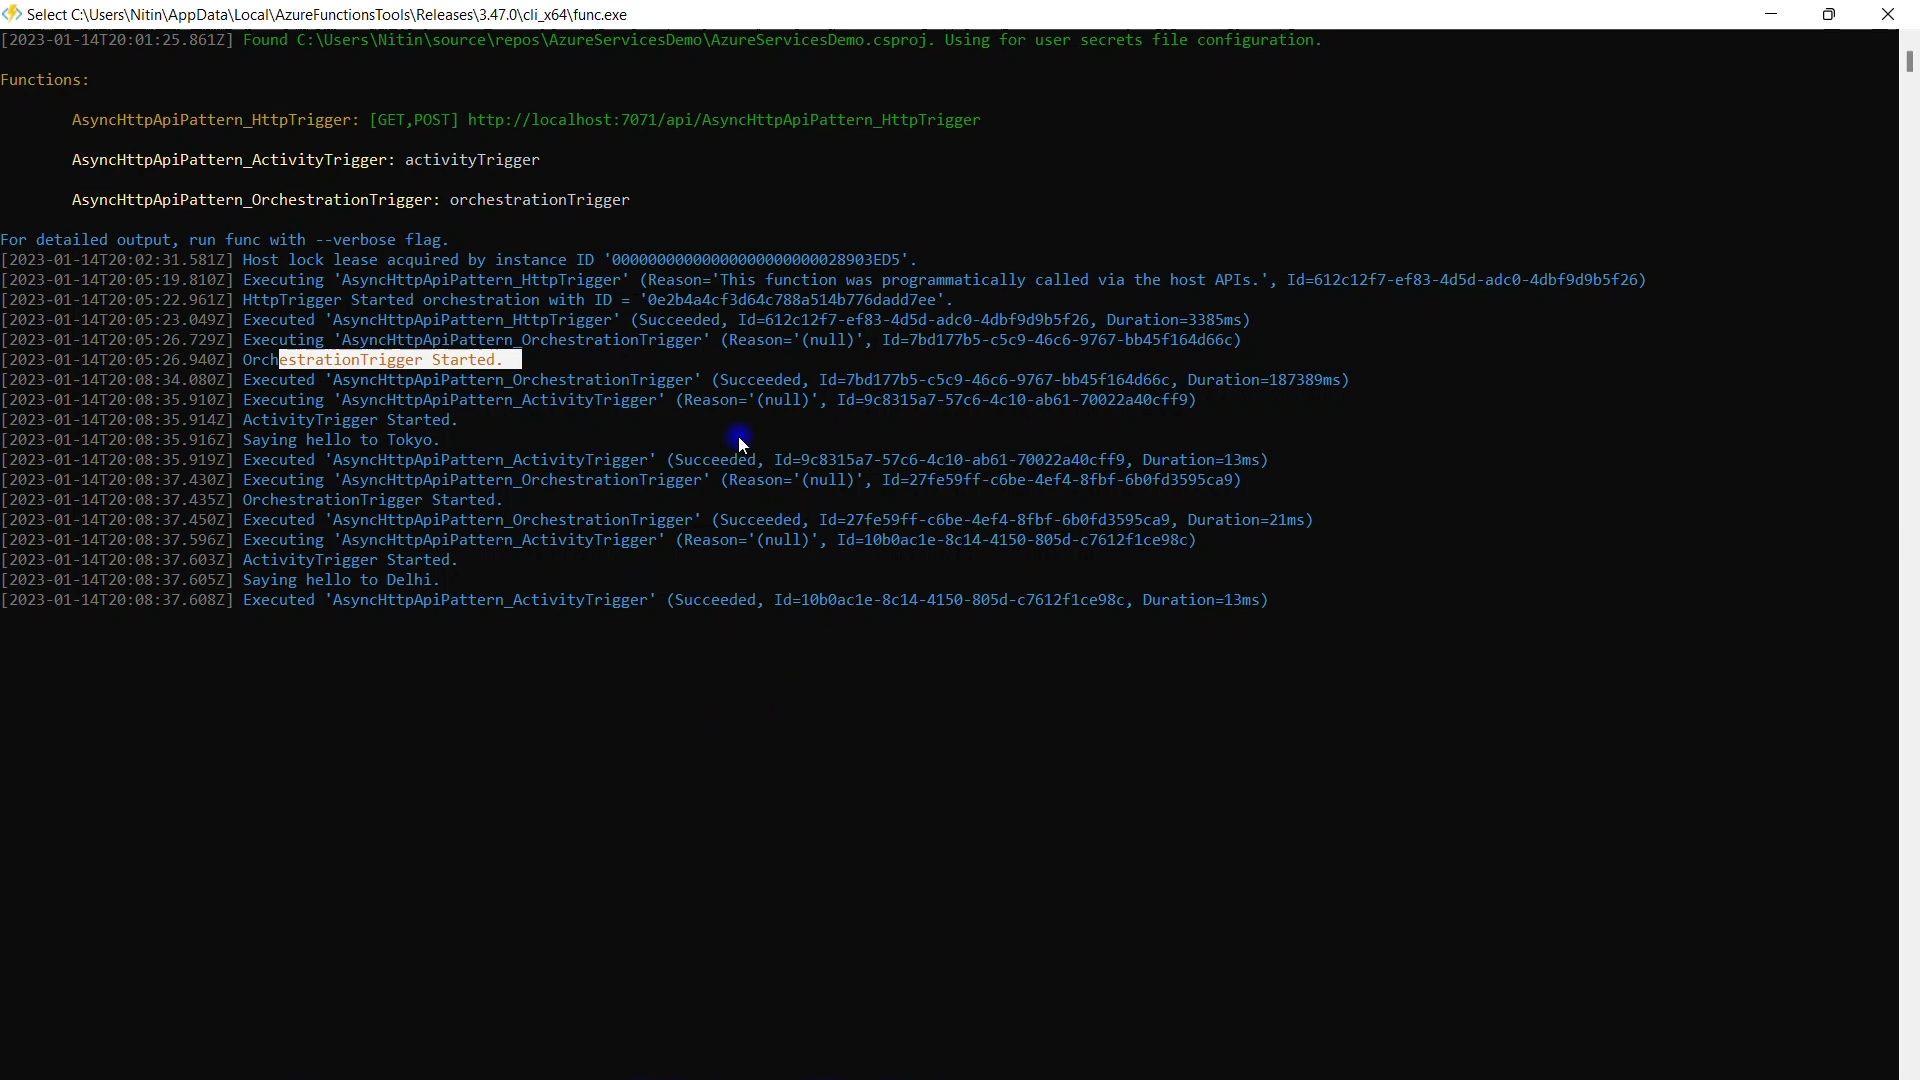 Select C:\Users\Nitin\AppData\Local\AzureFunctionsTools\Releases\3.47.0\cli_x64\func.exe
[2023-01-14T20:01:25.861Z] Found C:\Users\Nitin\source\repos\AzureServicesDemo\AzureServicesDemo.csproj. Using for user secrets file configuration.
Functions:
AsyncHttpApiPattern_HttpTrigger: [GET,POST] http://localhost:7071/api/AsyncHttpApiPattern_HttpTrigger
AsyncHttpApiPattern_ActivityTrigger: activityTrigger
AsyncHttpApiPattern_OrchestrationTrigger: orchestrationTrigger
For detailed output, run func with --verbose flag.
[2023-01-14T20:02:31.581Z] Host lock lease acquired by instance ID '000000000000000000000000028903ED5'.
[2023-01-14T20:05:19.810Z] Executing 'AsyncHttpApiPattern_HttpTrigger' (Reason='This function was programmatically called via the host APIs.', Id=612c12f7-ef83-4d5d-adc0-4dbf9d9b5f26)
[2023-01-14T20:05:22.961Z] HttpTrigger Started orchestration with ID = '0e2b4a4cf3d64c788a514b776dadd7ee'.
[2023-01-14T20:05:23.049Z] Executed 'AsyncHttpApiPattern_HttpTrigger' (Succeeded, Id=612c12f7-ef83-4d5d-adc0-4dbf9d9b5f26, Duration=3385ms)
[2023-01-14T20:05:26.729Z] Executing 'AsyncHttpApiPattern_OrchestrationTrigger' (Reason='(null)', Id=7bd177b5-c5c9-46c6-9767-bb45f164d66c)
[2023-01-14T20:05:26.940Z] OrchestrationTrigger Started.
[2023-01-14T20:08:34.080Z] Executed 'AsyncHttpApiPattern_OrchestrationTrigger' (Succeeded, Id=7bd177b5-c5c9-46c6-9767-bb45f164d66c, Duration=187389ms)
[2023-01-14T20:08:35.910Z] Executing 'AsyncHttpApiPattern_ActivityTrigger' (Reason='(null)', Id=9c8315a7-57c6-4c10-ab61-70022a40cff9)
[2023-01-14T20:08:35.914Z] ActivityTrigger Started.
[2023-01-14T20:08:35.916Z] Saying hello to Tokyo.
[2023-01-14T20:08:35.919Z] Executed 'AsyncHttpApiPattern_ActivityTrigger' (Succeeded, Id=9c8315a7-57c6-4c10-ab61-70022a40cff9, Duration=13ms)
[2023-01-14T20:08:37.430Z] Executing 'AsyncHttpApiPattern_OrchestrationTrigger' (Reason='(null)', Id=27fe59ff-c6be-4ef4-8fbf-6b0fd3595ca9)
[2023-01-14T20:08:37.435Z] OrchestrationTrigger Started.
[2023-01-14T20:08:37.450Z] Executed 'AsyncHttpApiPattern_OrchestrationTrigger' (Succeeded, Id=27fe59ff-c6be-4ef4-8fbf-6b0fd3595ca9, Duration=21ms)
[2023-01-14T20:08:37.596Z] Executing 'AsyncHttpApiPattern_ActivityTrigger' (Reason='(null)', Id=10b0ac1e-8c14-4150-805d-c7612f1ce98c)
[2023-01-14T20:08:37.603Z] ActivityTrigger Started.
[2023-01-14T20:08:37.605Z] Saying hello to Delhi.
[2023-01-14T20:08:37.608Z] Executed 'AsyncHttpApiPattern_ActivityTrigger' (Succeeded, Id=10b0ac1e-8c14-4150-805d-c7612f1ce98c, Duration=13ms)